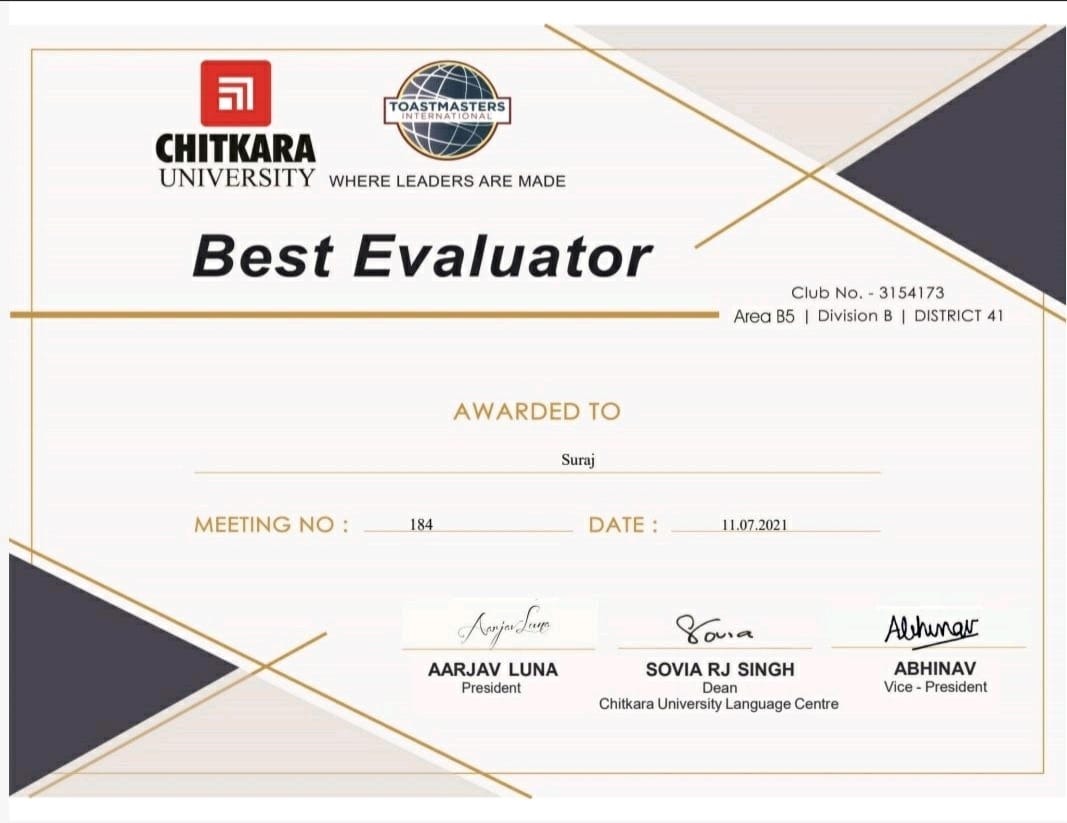 CHITKARA
UNIVERSITY
TOASTMASTERS
INTERNATIONAL
WHERE LEADERS ARE MADE
Best Evaluator
Club No. - 3154173
Area B5 | Division B | DISTRICT 41
AWARDED TO
Suraj
MEETING NO : 184 DATE : 11.07.2021
Aarjav Luna Sovia Abhinav
AARJAV LUNA SOVIA RJ SINGH ABHINAV
President Dean Vice - President
Chitkara University Language Centre